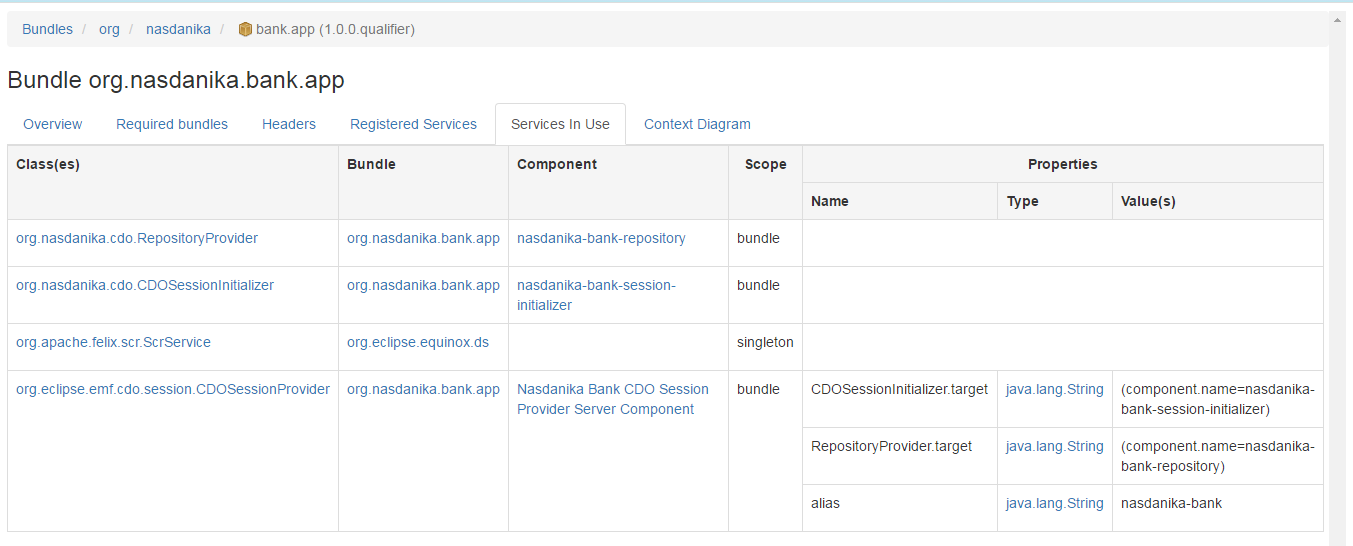 Bundles / org / nasdanika / bank.app (1.0.0.qualifier)
Bundle org.nasdanika.bank.app
Overview Required bundles Headers Registered Services Services In Use Context Diagram
Class(es) Bundle Component Scope Properties
Name Type Value(s)
org.nasdanika.cdo.RepositoryProvider org.nasdanika.bank.app nasdanika-bank-repository bundle
org.nasdanika.cdo.CDOSessionInitializer org.nasdanika.bank.app nasdanika-bank-session- bundle
initializer
org.apache.felix.scr.ScrService org.eclipse.equinox.ds singleton
org.eclipse.emf.cdo.session.CDOSessionProvider org.nasdanika.bank.app Nasdanika Bank CDO Session bundle CDOSessionInitializer.target java.lang.String (component.name=nasdanika-
Provider Server Component bank-session-initializer)
RepositoryProvider.target java.lang.String (component.name=nasdanika-
bank-repository)
alias java.lang.String nasdanika-bank